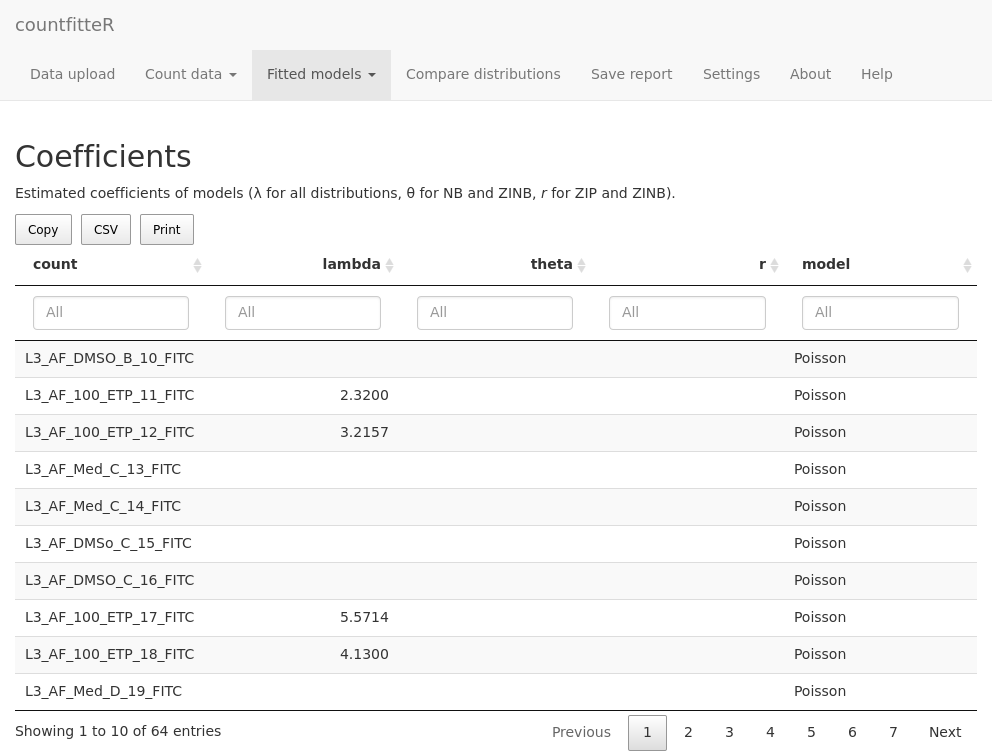 countfitteR
Data upload Count data Fitted models Compare distributions Save report Settings About Help
Coefficients
Estimated coefficients of models (λ for all distributions, θ for NB and ZINB, r for ZIP and ZINB).
Copy CSV Print
count lambda theta r model
All All All All All
L3_AF_DMSO_B_10_FITC Poisson
L3_AF_100_ETP_11_FITC 2.3200 Poisson
L3_AF_100_ETP_12_FITC 3.2157 Poisson
L3_AF_Med_C_13_FITC Poisson
L3_AF_Med_C_14_FITC Poisson
L3_AF_DMSo_C_15_FITC Poisson
L3_AF_DMSO_C_16_FITC Poisson
L3_AF_100_ETP_17_FITC 5.5714 Poisson
L3_AF_100_ETP_18_FITC 4.1300 Poisson
L3_AF_Med_D_19_FITC Poisson
Showing 1 to 10 of 64 entries Previous 1 2 3 4 5 6 7 Next